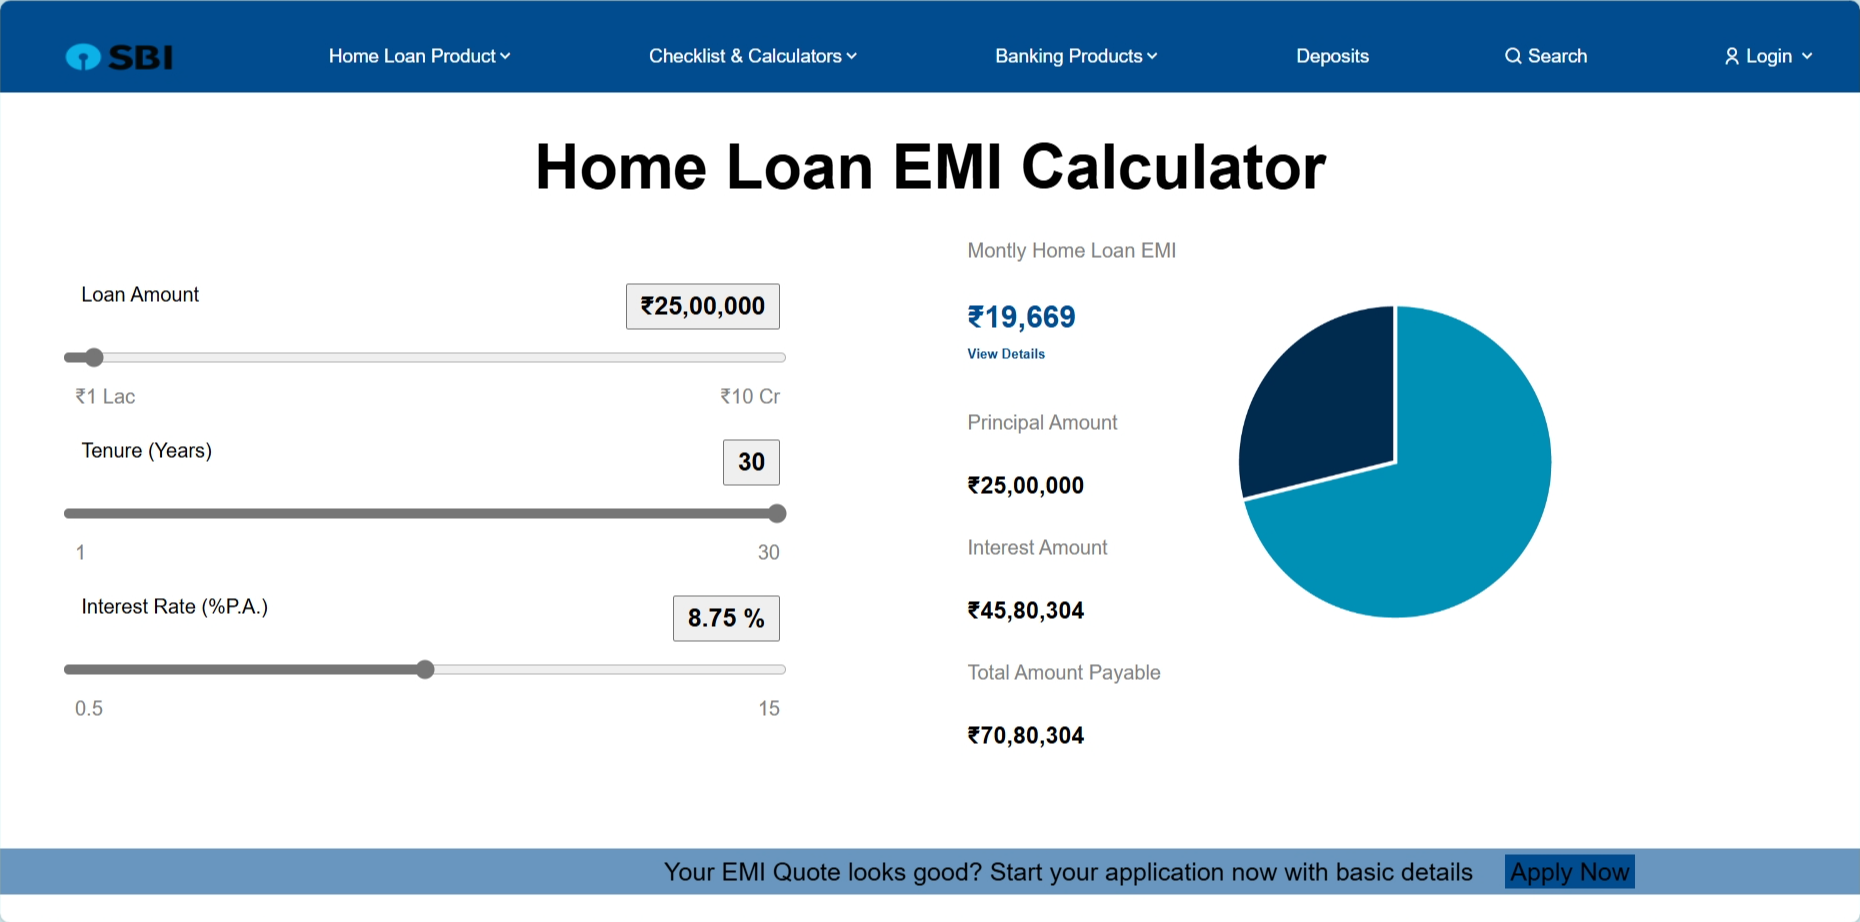 SBI
Home Loan Product
Checklist & Calculators
Banking Products
Deposits
Search
Login
Home Loan EMI Calculator
Loan Amount
₹25,00,000
₹1 Lac
₹10 Cr
Tenure (Years)
30
1
30
Interest Rate (%P.A.)
8.75 %
0.5
15
Montly Home Loan EMI
₹19,669
View Details
Principal Amount
₹25,00,000
Interest Amount
₹45,80,304
Total Amount Payable
₹70,80,304
Your EMI Quote looks good? Start your application now with basic details
Apply Now